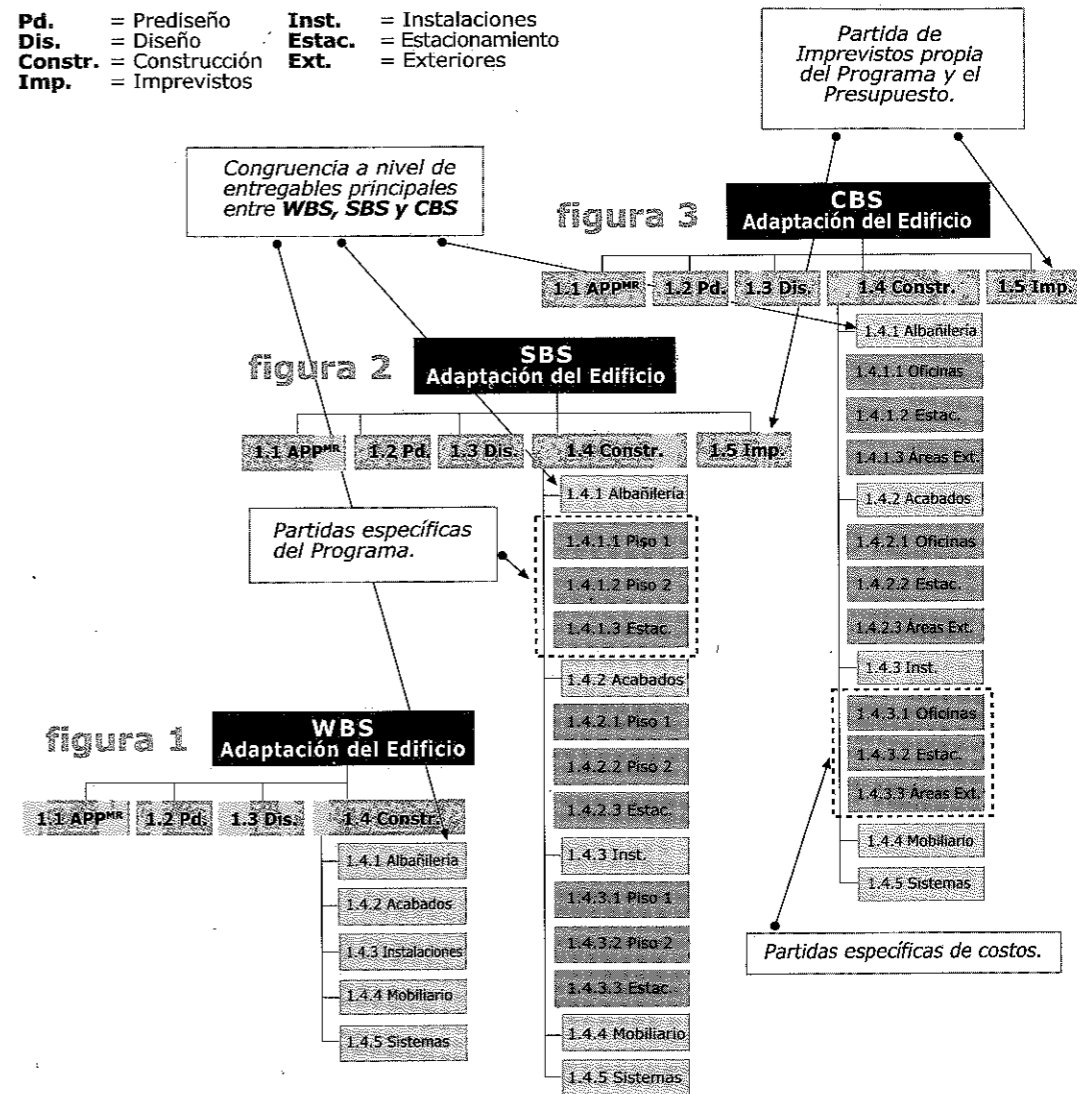 Pd. = Prediseño Inst. = Instalaciones
Dis. = Diseño Estac. = Estacionamiento
Constr. = Construcción Ext. = Exteriores
Imp. = Imprevistos
Partida de
Imprevistos propia
del Programa y el
Presupuesto.
Congruencia a nivel de
entregables principales
entre WBS, SBS y CBS
figura 3
CBS
Adaptación del Edificio
1.1 APPMR 1.2 Pd. 1.3 Dis. 1.4 Constr. 1.5 Imp.
1.4.1 Albañilería
1.4.1.1 Oficinas
1.4.1.2 Estac.
1.4.1.3 Áreas Ext.
1.4.2 Acabados
1.4.2.1 Oficinas
1.4.2.2 Estac.
1.4.2.3 Áreas Ext.
1.4.3 Inst.
1.4.3.1 Oficinas
1.4.3.2 Estac.
1.4.3.3 Áreas Ext.
1.4.4 Mobiliario
1.4.5 Sistemas
Partidas específicas de costos.
figura 2
SBS
Adaptación del Edificio
1.1 APPMR 1.2 Pd. 1.3 Dis. 1.4 Constr. 1.5 Imp.
1.4.1 Albañilería
Partidas específicas
del Programa.
1.4.1.1 Piso 1
1.4.1.2 Piso 2
1.4.1.3 Estac.
1.4.2 Acabados
1.4.2.1 Piso 1
1.4.2.2 Piso 2
1.4.2.3 Estac.
1.4.3 Inst.
1.4.3.1 Piso 1
1.4.3.2 Piso 2
1.4.3.3 Estac.
1.4.4 Mobiliario
1.4.5 Sistemas
figura 1
WBS
Adaptación del Edificio
1.1 APPMR 1.2 Pd. 1.3 Dis. 1.4 Constr.
1.4.1 Albañilería
1.4.2 Acabados
1.4.3 Instalaciones
1.4.4 Mobiliario
1.4.5 Sistemas